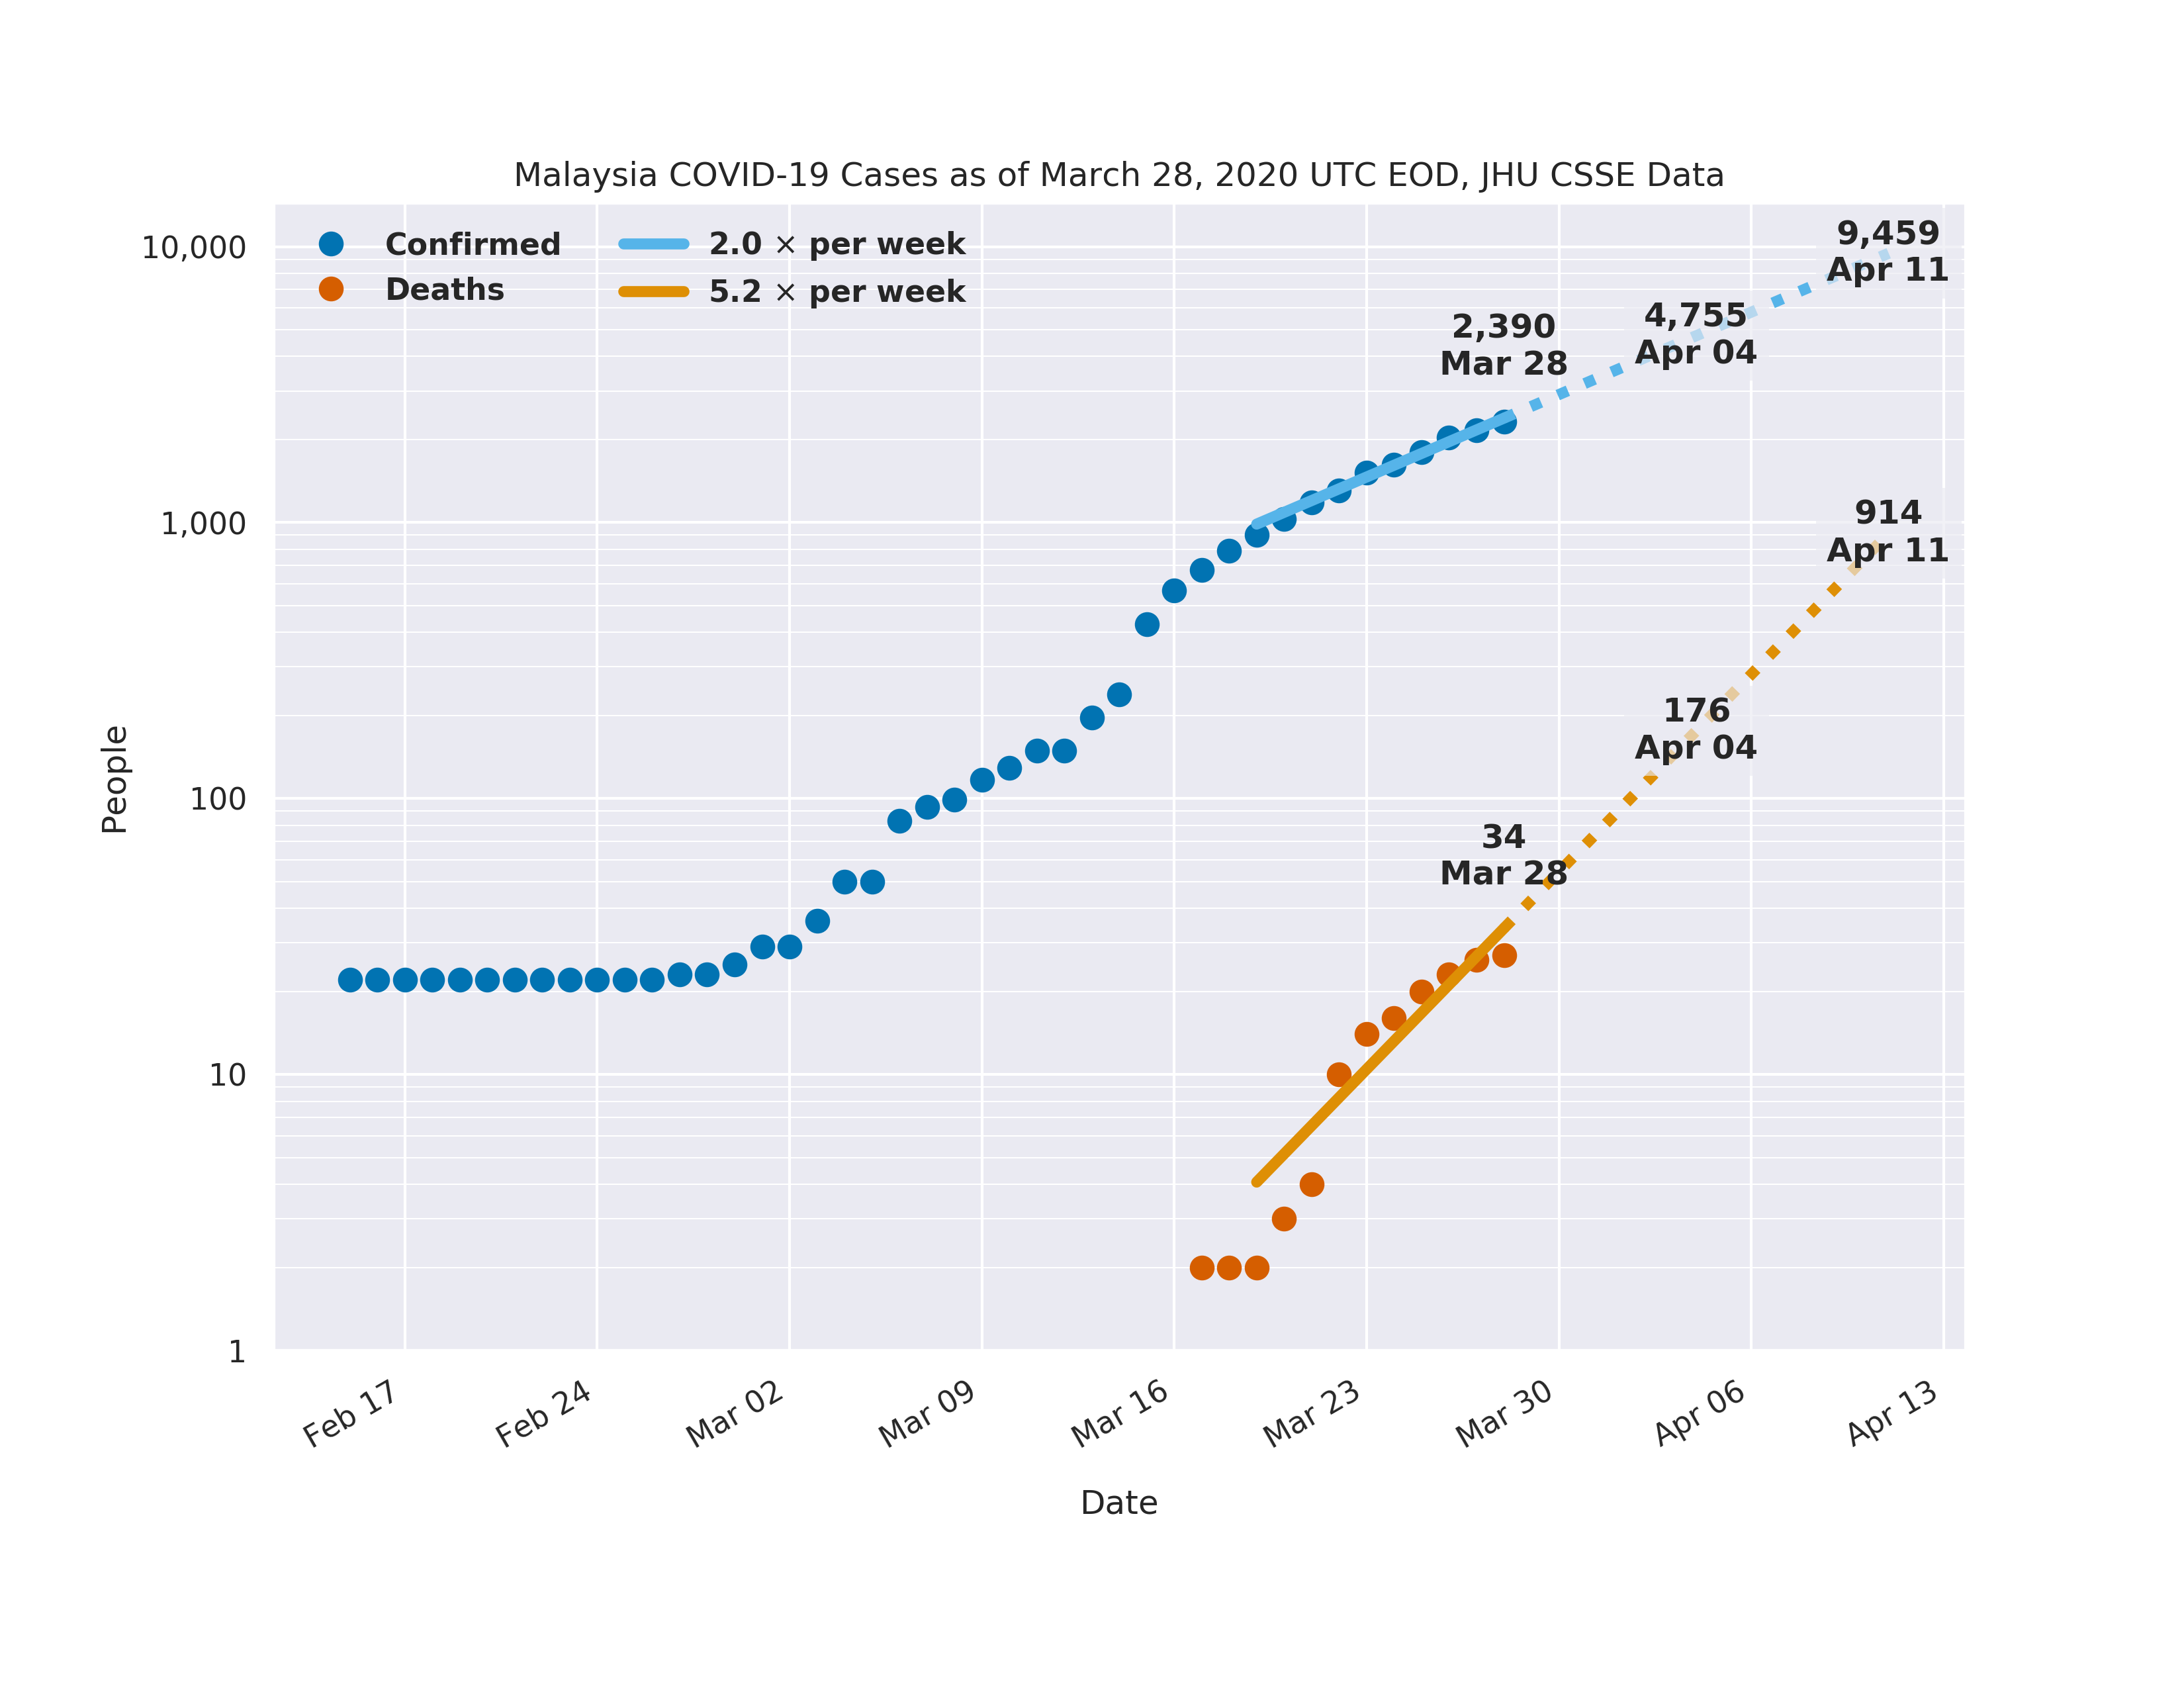 Malaysia COVID-19 Cases as of March 28, 2020 UTC EOD, JHU CSSE Data
Confirmed
Deaths
2.0 × per week
5.2 × per week
9,459
Apr 11
4,755
Apr 04
2,390
Mar 28
914
Apr 11
176
Apr 04
34
Mar 28
People
10,000
1,000
100
10
1
Feb 17
Feb 24
Mar 02
Mar 09
Mar 16
Mar 23
Mar 30
Apr 06
Apr 13
Date